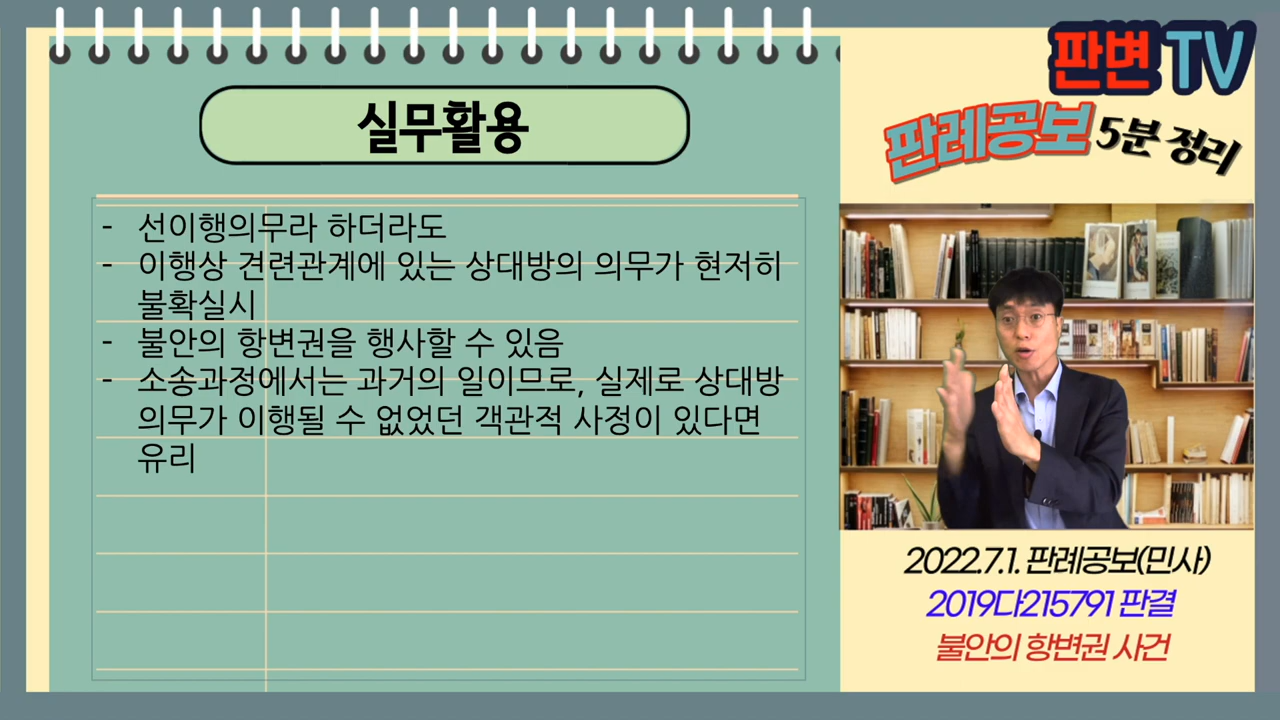 판변 TV
판례공보 5분 정리
실무활용
- 선이행의무라 하더라도
- 이행상 견련관계에 있는 상대방의 의무가 현저히
불확실시
- 불안의 항변권을 행사할 수 있음
- 소송과정에서는 과거의 일이므로, 실제로 상대방
의무가 이행될 수 없었던 객관적 사정이 있다면
유리
2022.7.1. 판례공보(민사)
2019다215791 판결
불안의 항변권 사건